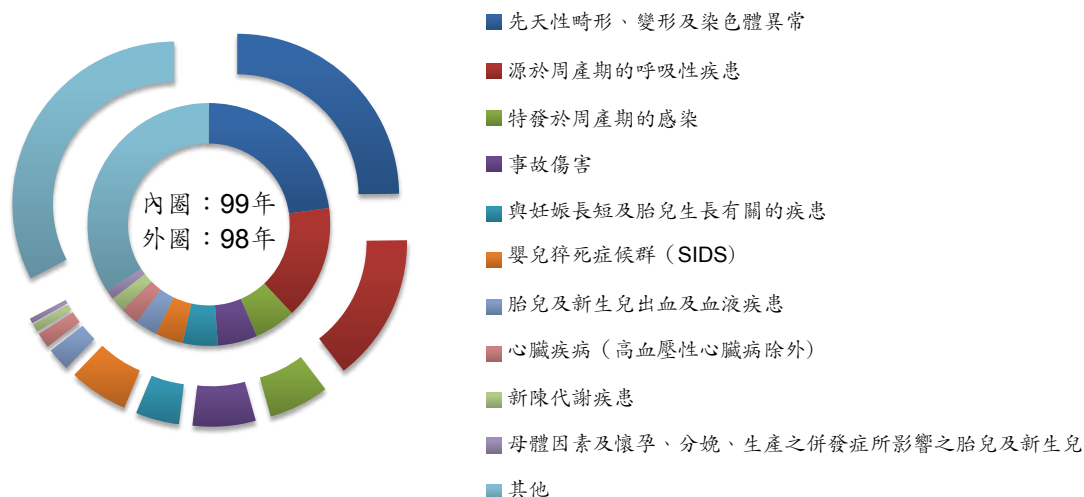 內圈：99年
外圈：98年
先天性畸形、變形及染色體異常
源於周產期的呼吸性疾患
特發於周產期的感染
事故傷害
與妊娠長短及胎兒生長有關的疾患
嬰兒猝死症候群（SIDS）
胎兒及新生兒出血及血液疾患
心臟疾病（高血壓性心臟病除外）
新陳代謝疾患
母體因素及懷孕、分娩、生產之併發症所影響之胎兒及新生兒
其他